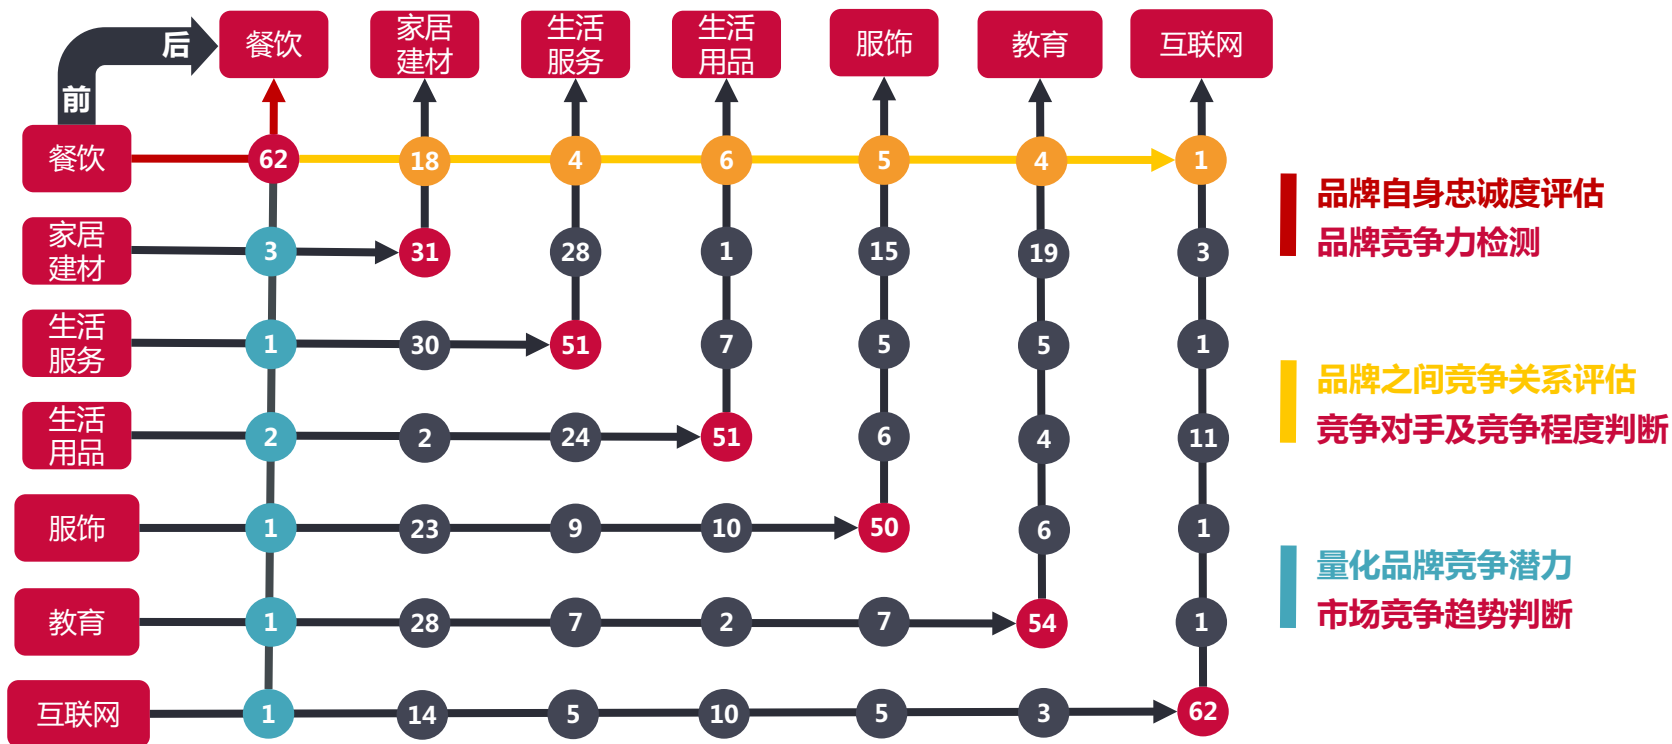 后
餐饮
家居
建材
生活
服务
生活
用品
服饰
教育
互联网
前
餐饮
62
18
4
6
5
4
1
家居
建材
3
31
28
1
15
19
3
生活
服务
1
30
51
7
5
5
1
生活
用品
2
2
24
51
6
4
11
服饰
1
23
9
10
50
6
1
教育
1
28
7
2
7
54
1
互联网
1
14
5
10
5
3
62
品牌自身忠诚度评估
品牌竞争力检测
品牌之间竞争关系评估
竞争对手及竞争程度判断
量化品牌竞争潜力
市场竞争趋势判断